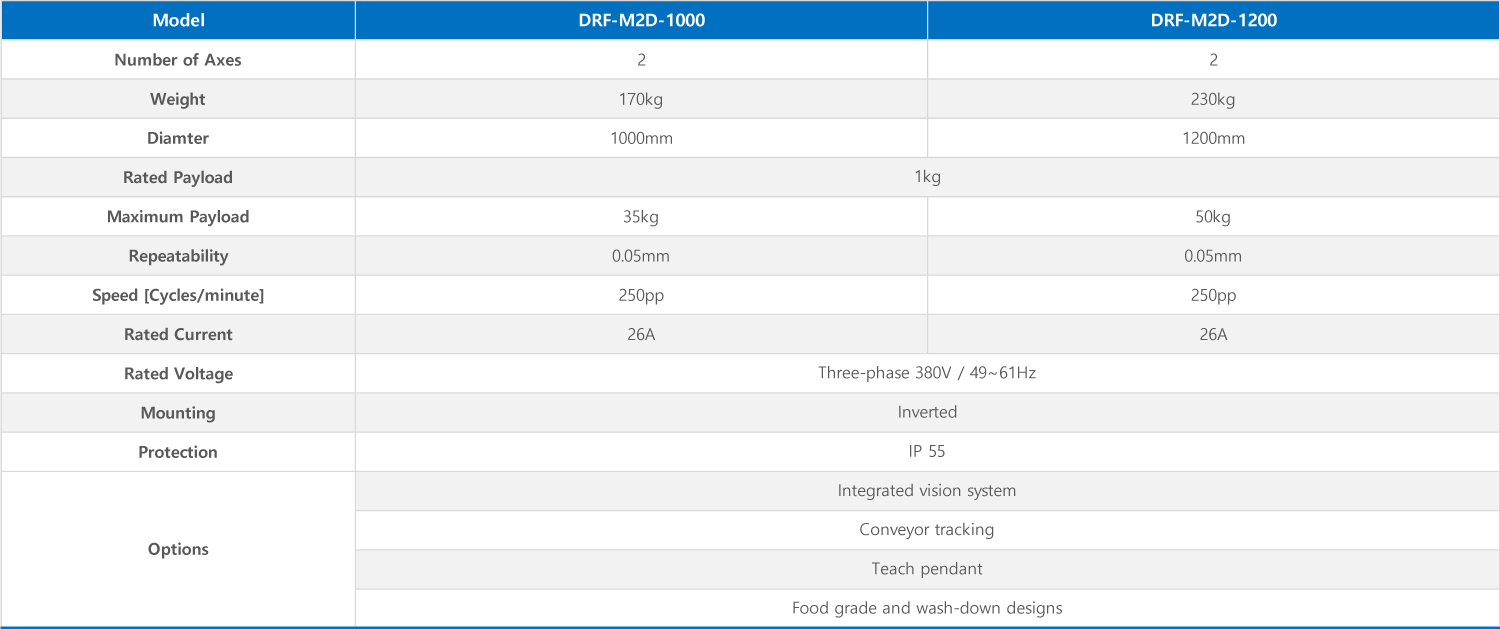 Model DRF-M2D-1000 DRF-M2D-1200
Number of Axes 2 2
Weight 170kg 230kg
Diamter 1000mm 1200mm
Rated Payload 1kg
Maximum Payload 35kg 50kg
Repeatability 0.05mm 0.05mm
Speed [Cycles/minute] 250pp 250pp
Rated Current 26A 26A
Rated Voltage Three-phase 380V / 49~61Hz
Mounting Inverted
Protection IP 55
Options
Integrated vision system
Conveyor tracking
Teach pendant
Food grade and wash-down designs